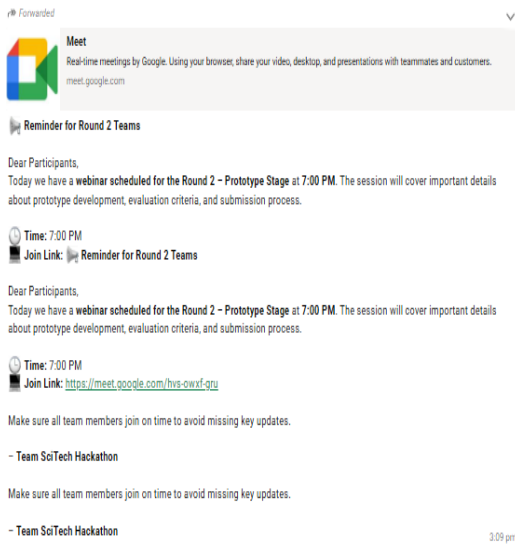 Forwarded
Meet
Real-time meetings by Google. Using your browser, share your video, desktop, and presentations with teammates and customers.
meet.google.com
Reminder for Round 2 Teams
Dear Participants,
Today we have a webinar scheduled for the Round 2 – Prototype Stage at 7:00 PM. The session will cover important details
about prototype development, evaluation criteria, and submission process.
Time: 7:00 PM
Join Link: Reminder for Round 2 Teams
Dear Participants,
Today we have a webinar scheduled for the Round 2 – Prototype Stage at 7:00 PM. The session will cover important details
about prototype development, evaluation criteria, and submission process.
Time: 7:00 PM
Join Link: https://meet.google.com/hvs-owxf-gru
Make sure all team members join on time to avoid missing key updates.
– Team SciTech Hackathon
Make sure all team members join on time to avoid missing key updates.
– Team SciTech Hackathon
3:09 pm